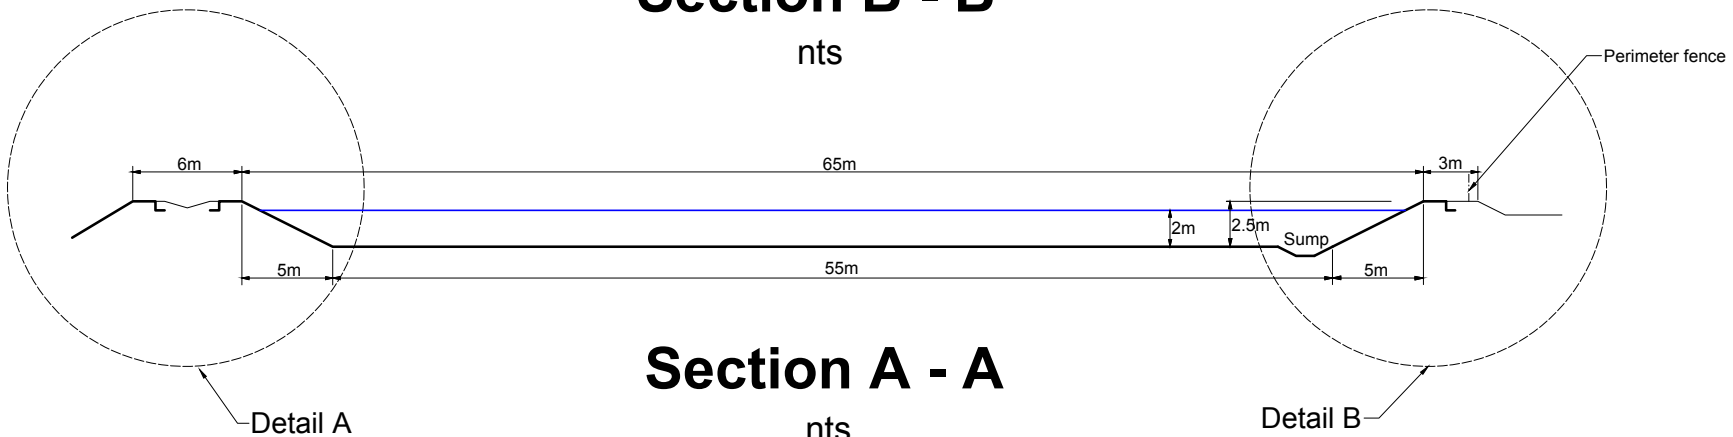 Section B - B
nts
Perimeter fence
6m
65m
3m
2m
2.5m
Sump
5m
55m
5m
Section A - A
nts
Detail A
Detail B